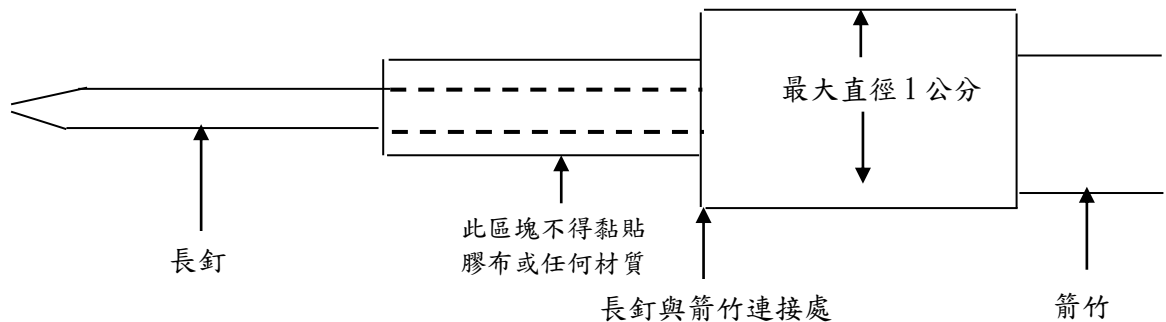 最大直徑 1 公分
此區塊不得黏貼
膠布或任何材質
長釘
長釘與箭竹連接處
箭竹